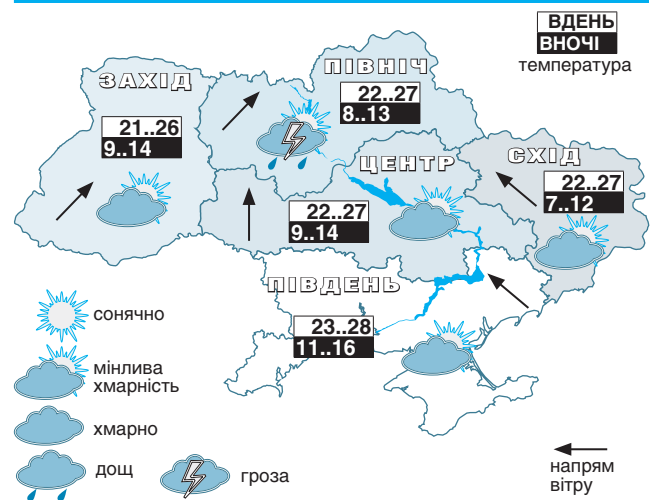 ВДЕНЬ
ВНОЧІ
температура
ЗАХІД
21..26
9..14
ПІВНІЧ
22..27
8..13
ЦЕНТР
22..27
9..14
СХІД
22..27
7..12
ПІВДЕНЬ
23..28
11..16
сонячно
мінлива
хмарність
хмарно
дощ
гроза
напрям
вітру